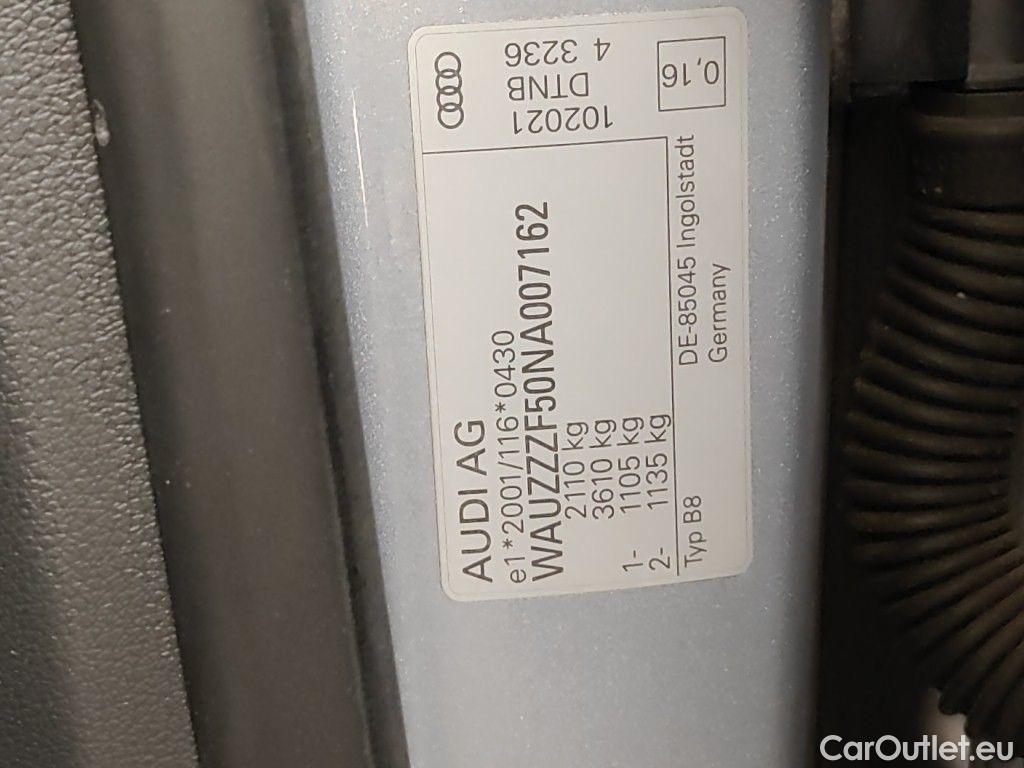 AUDI AG
e1*2001/116*0430
WAUZZZF50NA007162
2110 kg
3610 kg
1- 1105 kg
2- 1135 kg
Typ B8
DE-85045 Ingolstadt
Germany
102021
DTNB
4 3236
0,16
CarOutlet.eu